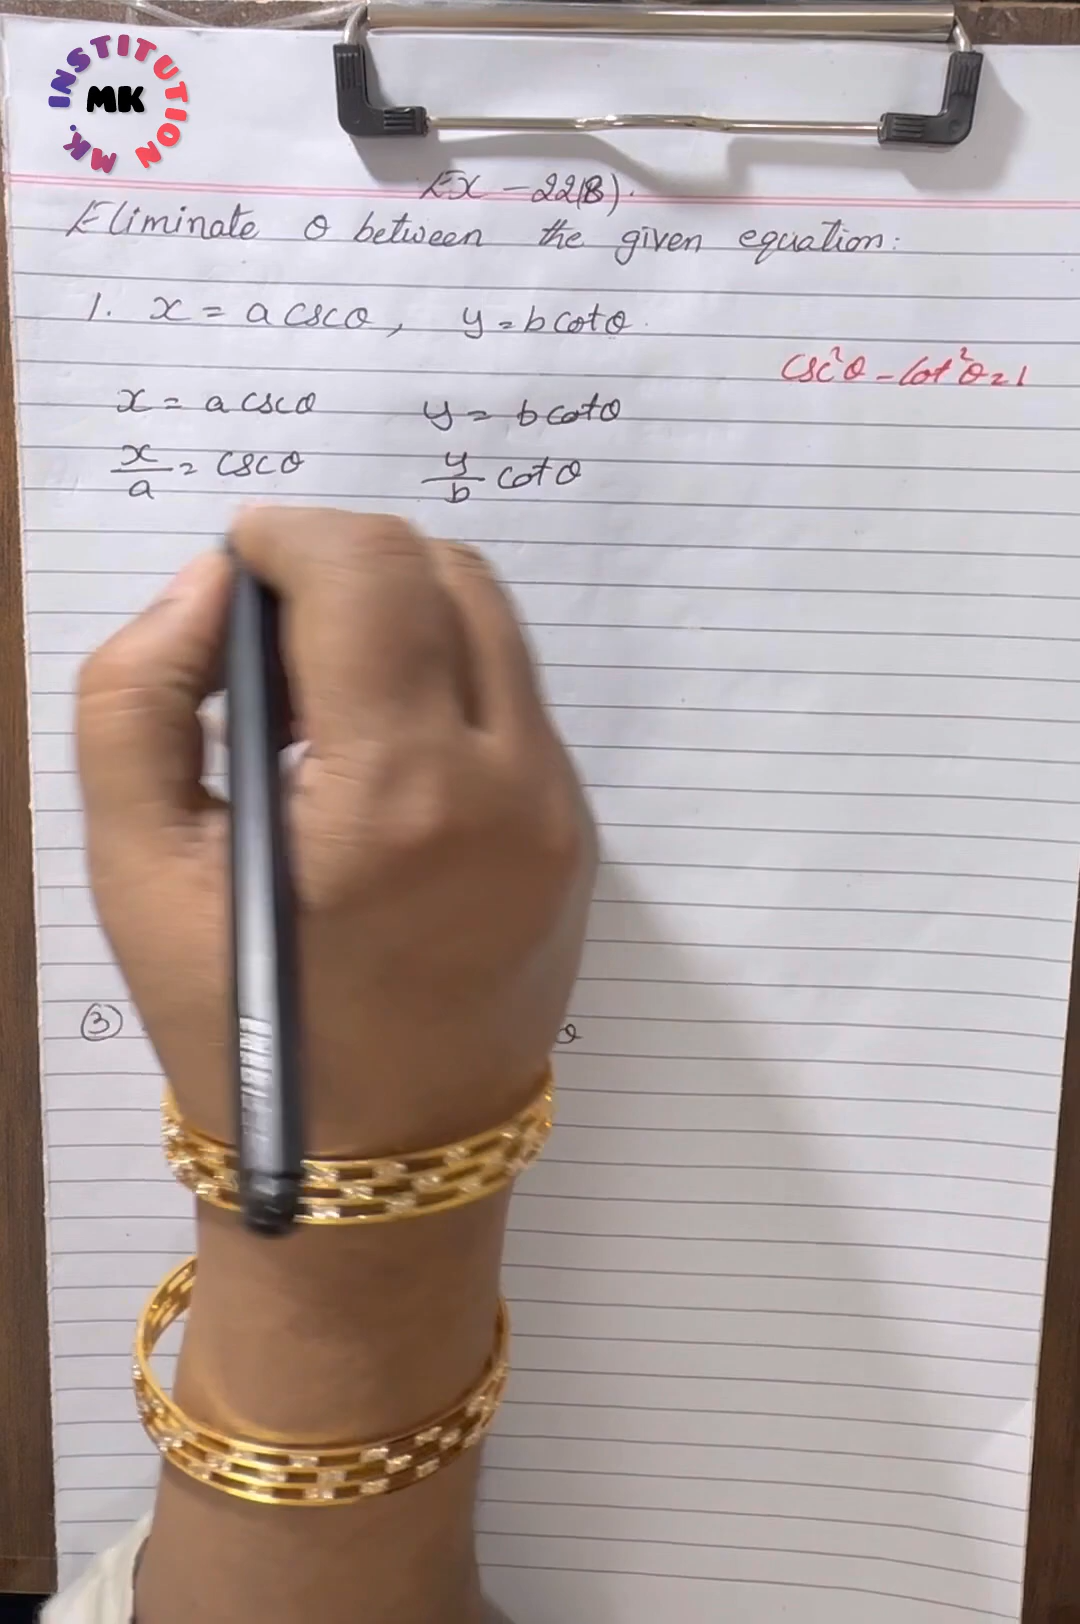 MK. INSTITUTION
MK
Ex - 22(B).
Eliminate θ between the given equation:
1. x = a cscθ, y = b cotθ.
csc²θ - cot²θ = 1
x = a cscθ y = b cotθ
x/a = cscθ y/b cotθ
③ θ